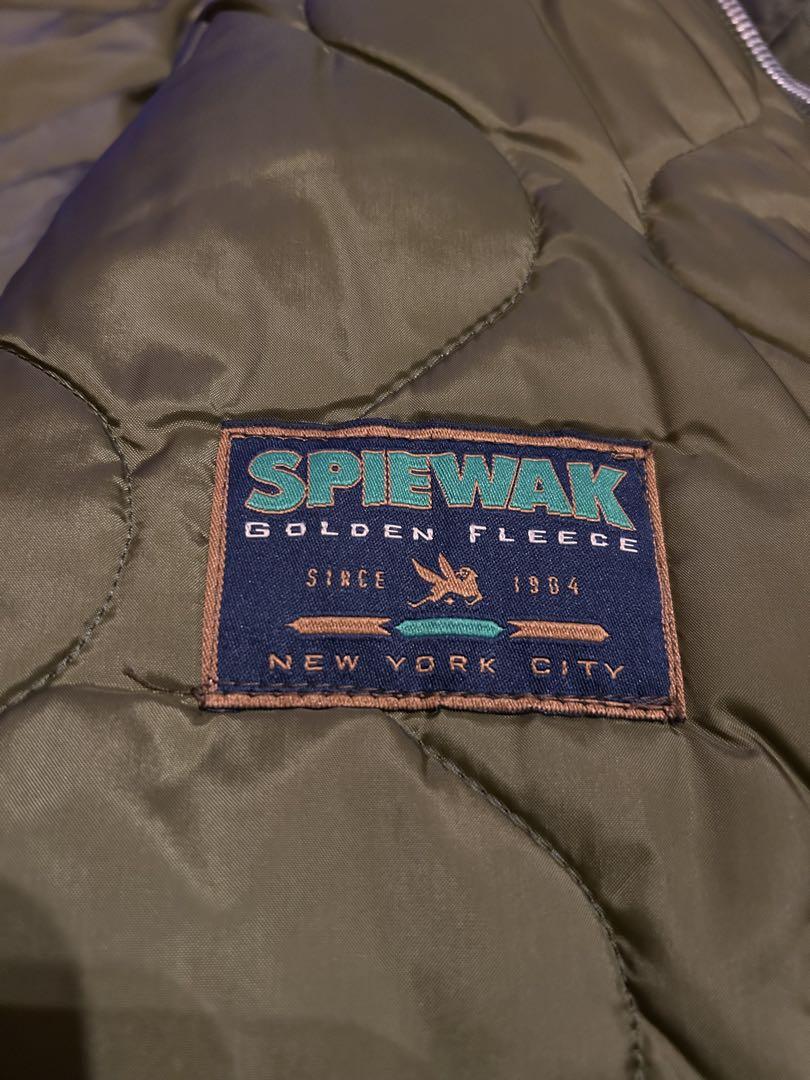 SPIEWAK
GOLDEN FLEECE
SINCE 1904
NEW YORK CITY